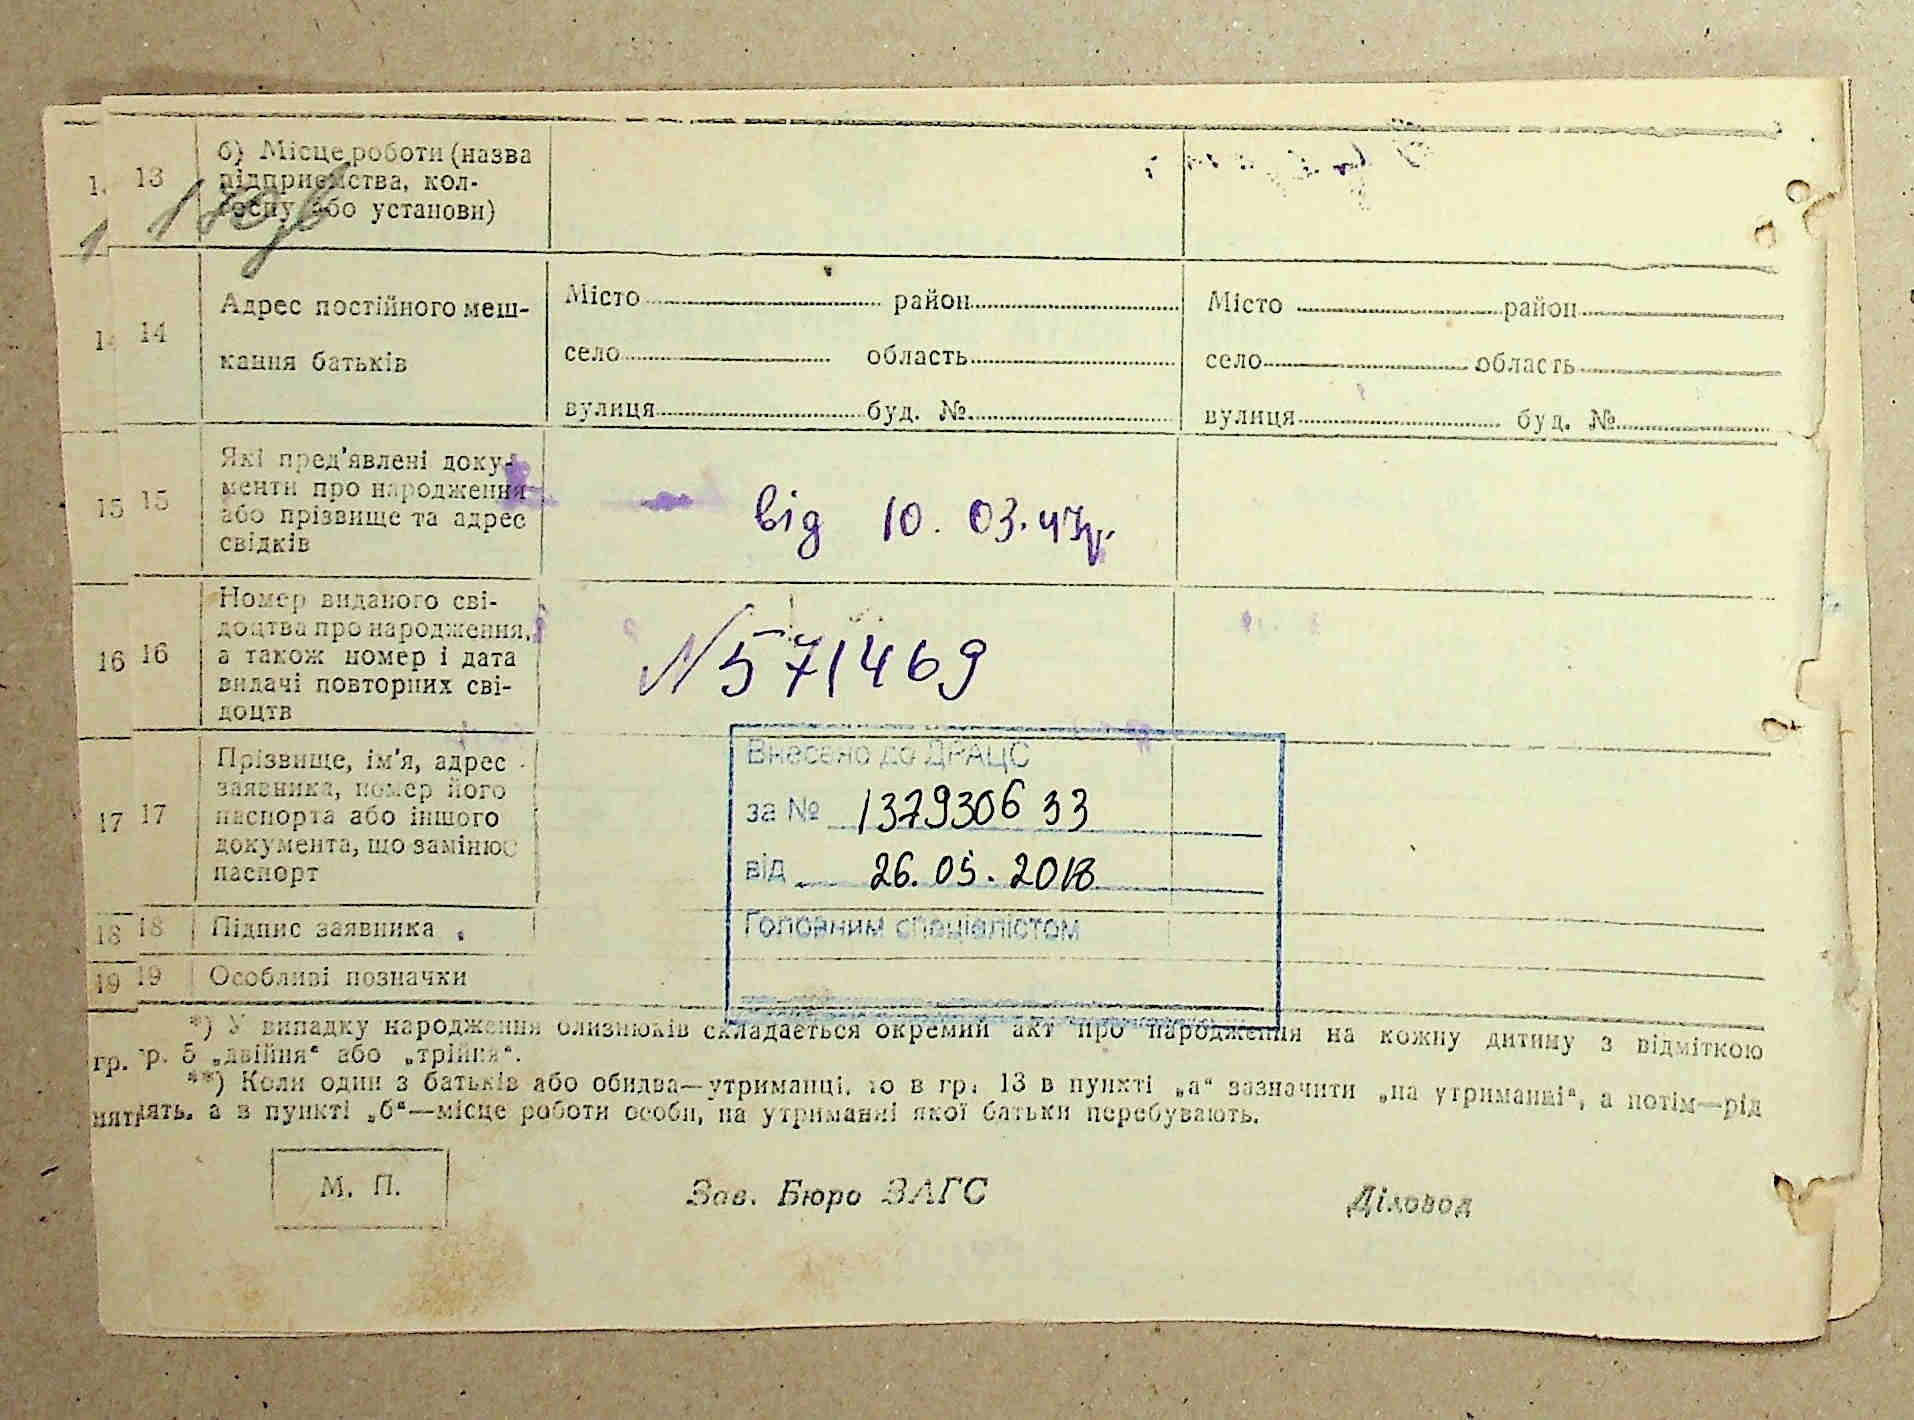 13 б) Місце роботи (назва
підприємства, кол-
госпу або установи)
14 Адрес постійного меш-
кання батьків
Місто район
село область
вулиця буд. №
Місто район
село область
вулиця буд. №
15 Які пред'явлені доку-
менти про народження
або прізвище та адрес
свідків
від 10. 03. 47р.
16 Номер виданого сві-
доцтва про народження,
а також номер і дата
видачі повторних сві-
доцтв
N 571469
17 Прізвище, ім'я, адрес
заявника, номер його
паспорта або іншого
документа, що замінює
паспорт
Внесено до ДРАЦС
за № 137930633
від 26.05.2018
Головним спеціалістом
18 Підпис заявника
19 Особливі позначки
*) У випадку народження близнюків складається окремий акт про народження на кожну дитину з відміткою
гр. 5 „двійня“ або „трійня“.
**) Коли один з батьків або обидва—утриманці, то в гр. 13 в пункті „а“ зазначити „на утриманні“, а потім—рід
а в пункті „б“—місце роботи особи, на утриманні якої батьки перебувають.
М. П.
Зав. Бюро ЗАГС
Діловод
15
16
17
18
19